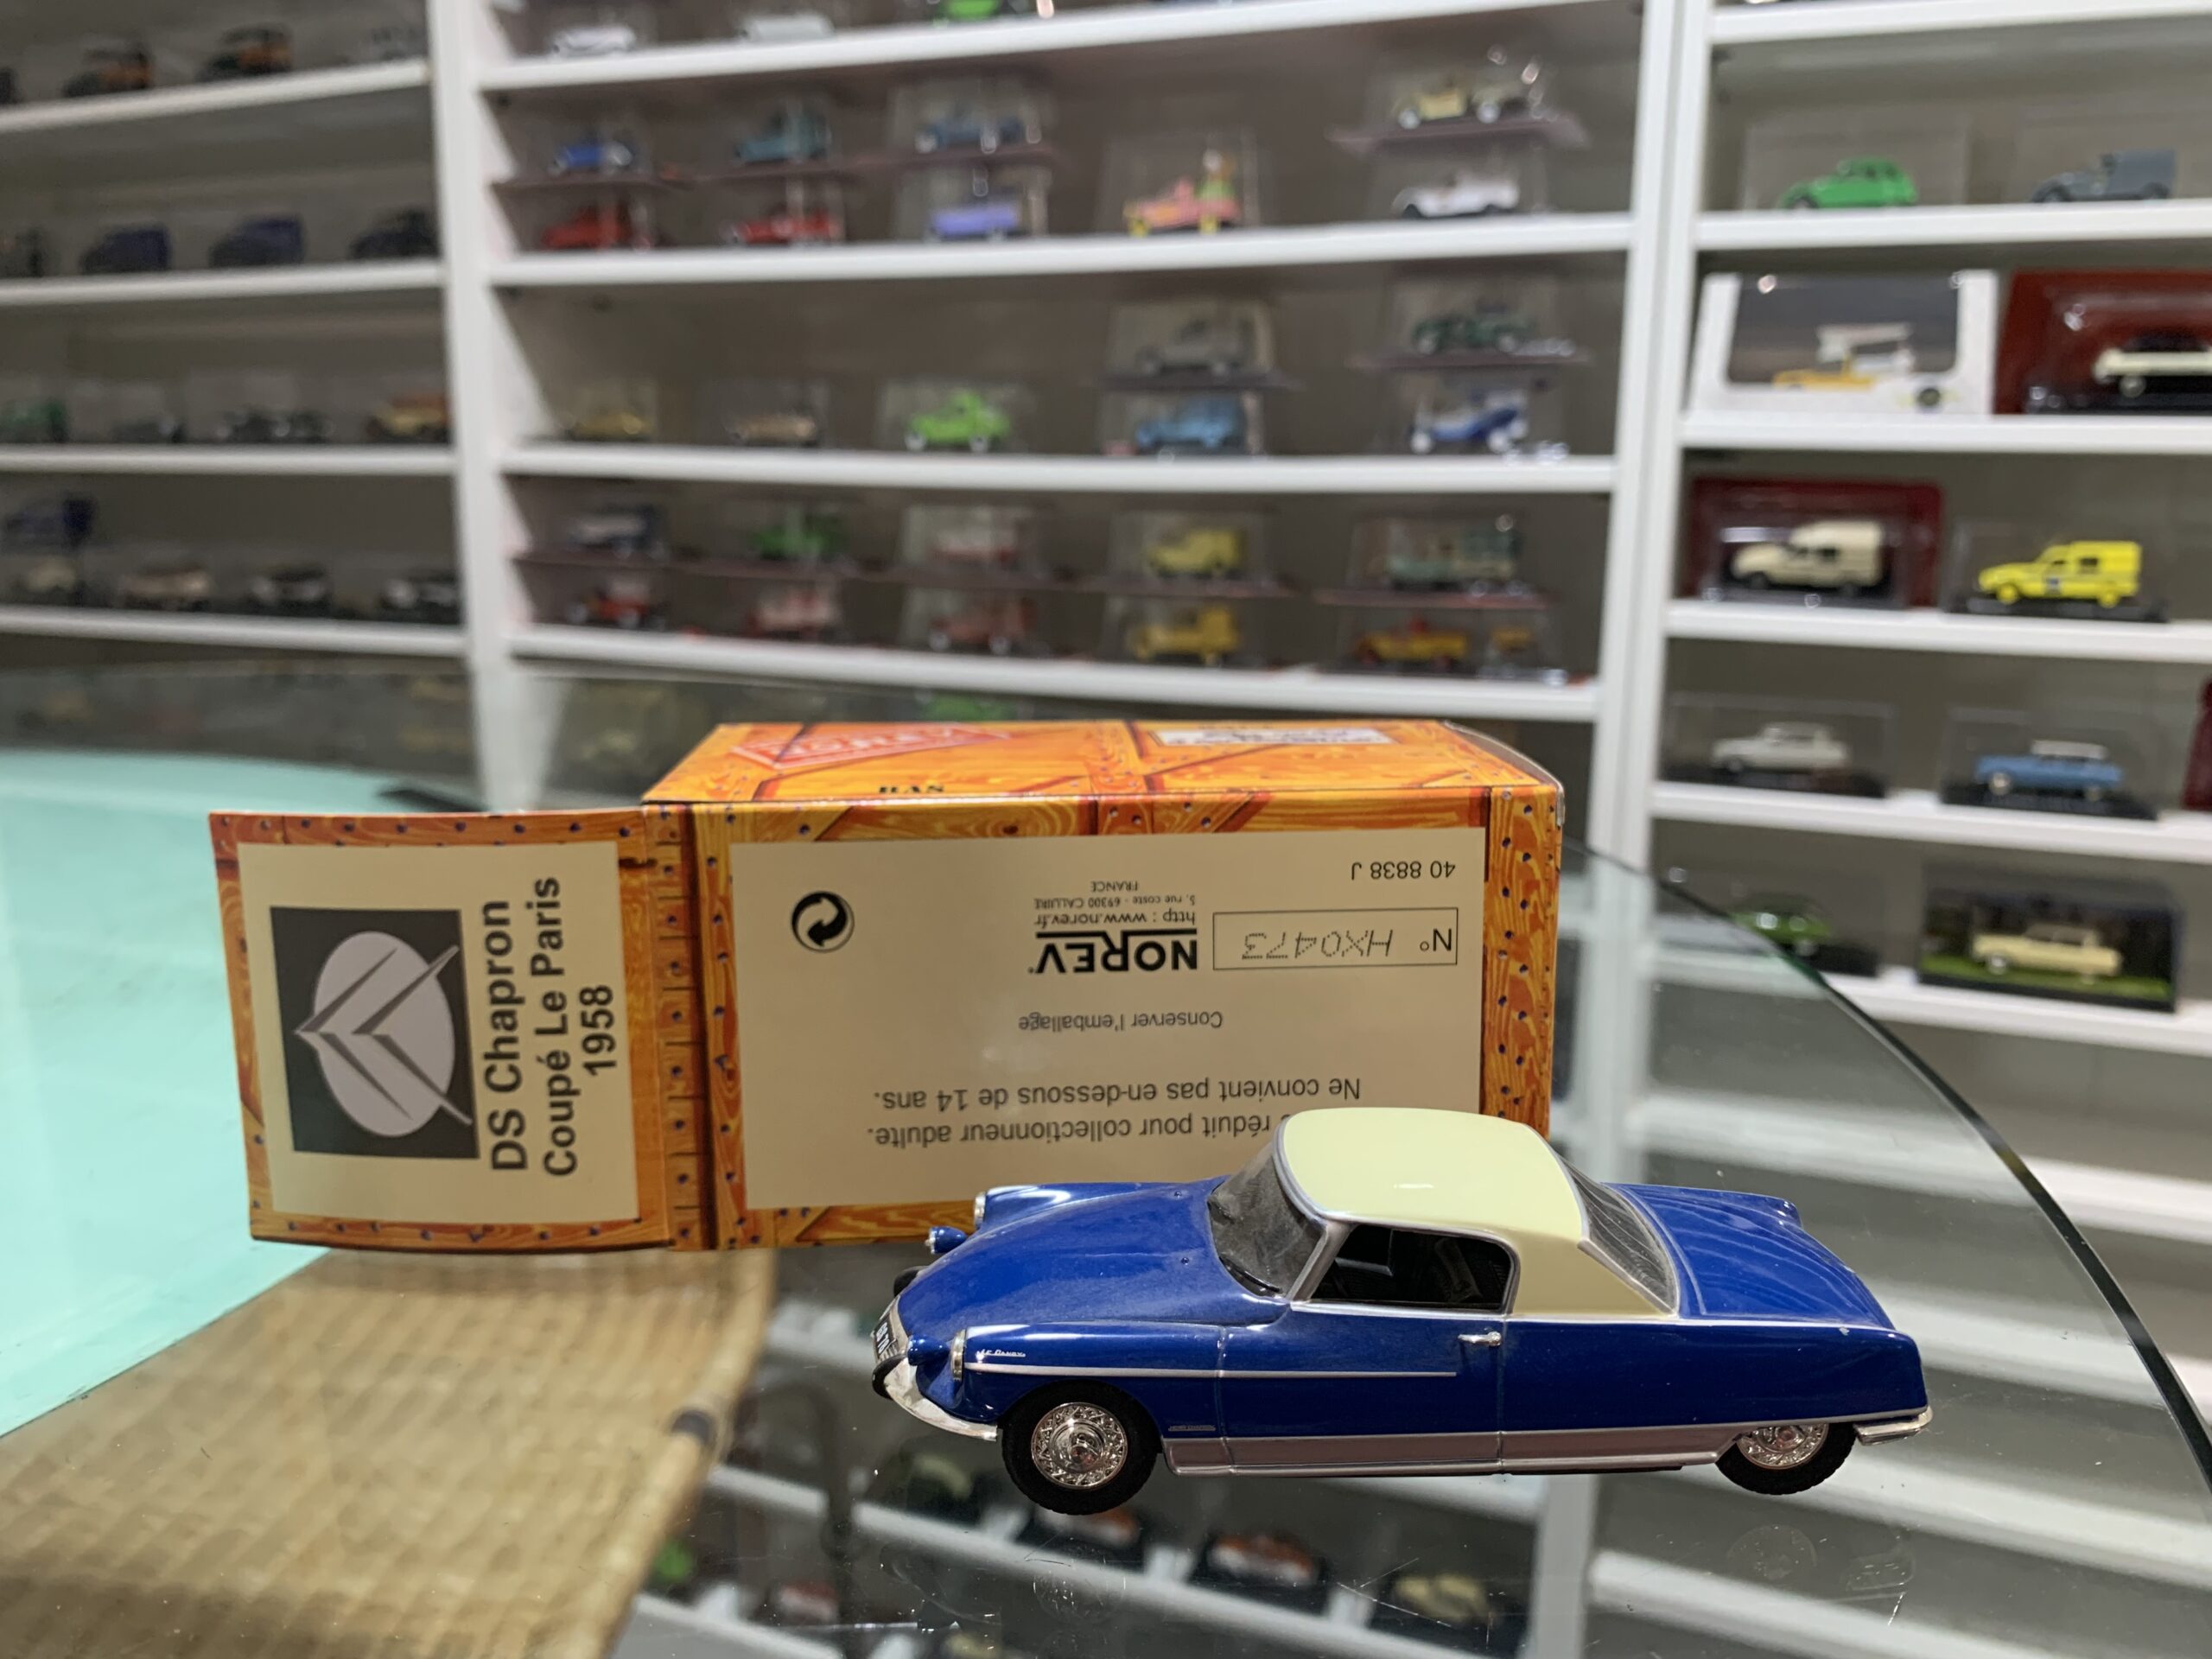 DS Chapron
Coupé Le Paris
1958
réduit pour collectionneur adulte.
Ne convient pas en-dessous de 14 ans.
Conserver l'emballage
N° HX0473
NOREV
http : www.norev.fr
5, rue coste - 69300 CALUIRE
FRANCE
40 8838 J
NOREV